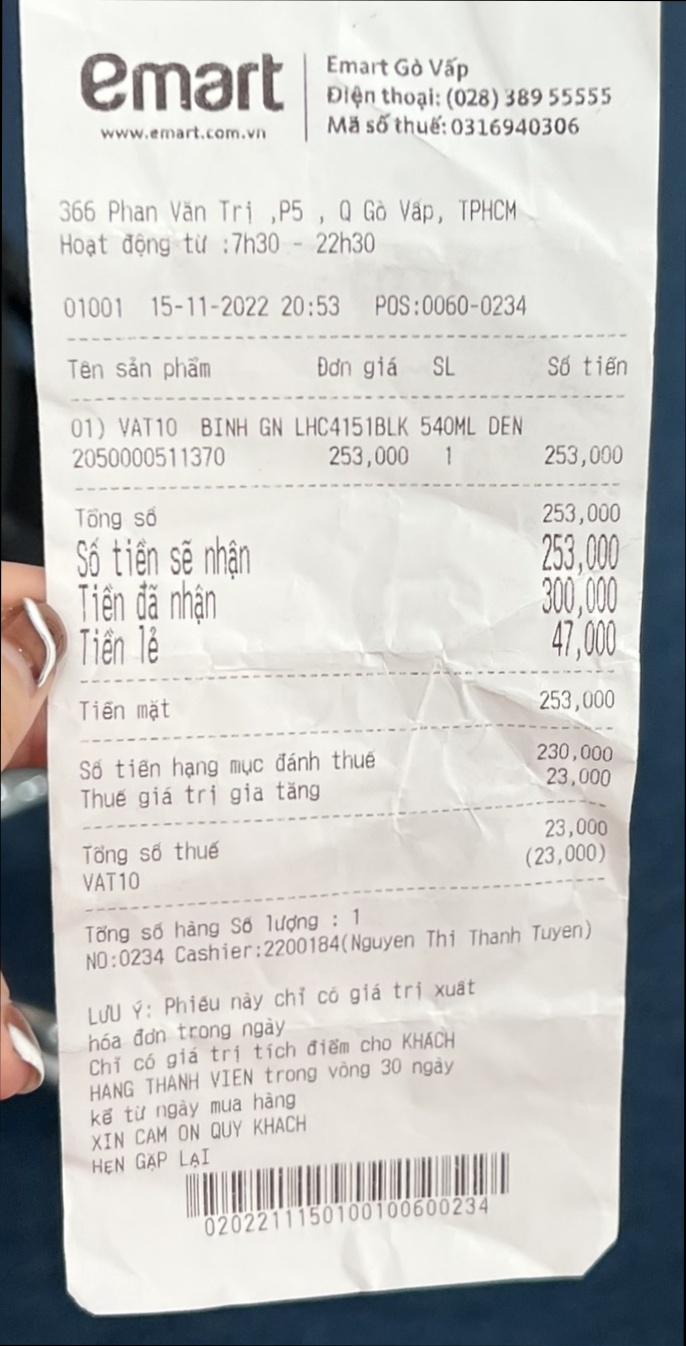 emart
www.emart.com.vn
Emart Gò Vấp
Điện thoại: (028) 389 55555
Mã số thuế: 0316940306
366 Phan Văn Trị ,P5 , Q Gò Vấp, TPHCM
Hoạt động từ :7h30 - 22h30
01001 15-11-2022 20:53 POS:0060-0234
Tên sản phẩm Đơn giá SL Số tiền
01) VAT10 BINH GN LHC4151BLK 540ML DEN
2050000511370 253,000 1 253,000
Tổng số 253,000
Số tiền sẽ nhận 253,000
Tiền đã nhận 300,000
Tiền lẻ 47,000
Tiền mặt 253,000
Số tiền hạng mục đánh thuế 230,000
Thuế giá trị gia tăng 23,000
Tổng số thuế 23,000
VAT10 (23,000)
Tổng số hàng Số lượng : 1
NO:0234 Cashier:2200184(Nguyen Thi Thanh Tuyen)
LƯU Ý: Phiếu này chỉ có giá trị xuất
hóa đơn trong ngày
Chỉ có giá trị tích điểm cho KHÁCH
HANG THANH VIEN trong vòng 30 ngày
kể từ ngày mua hàng
XIN CAM ON QUY KHACH
HẸN GẶP LẠI
0202211150100100600234